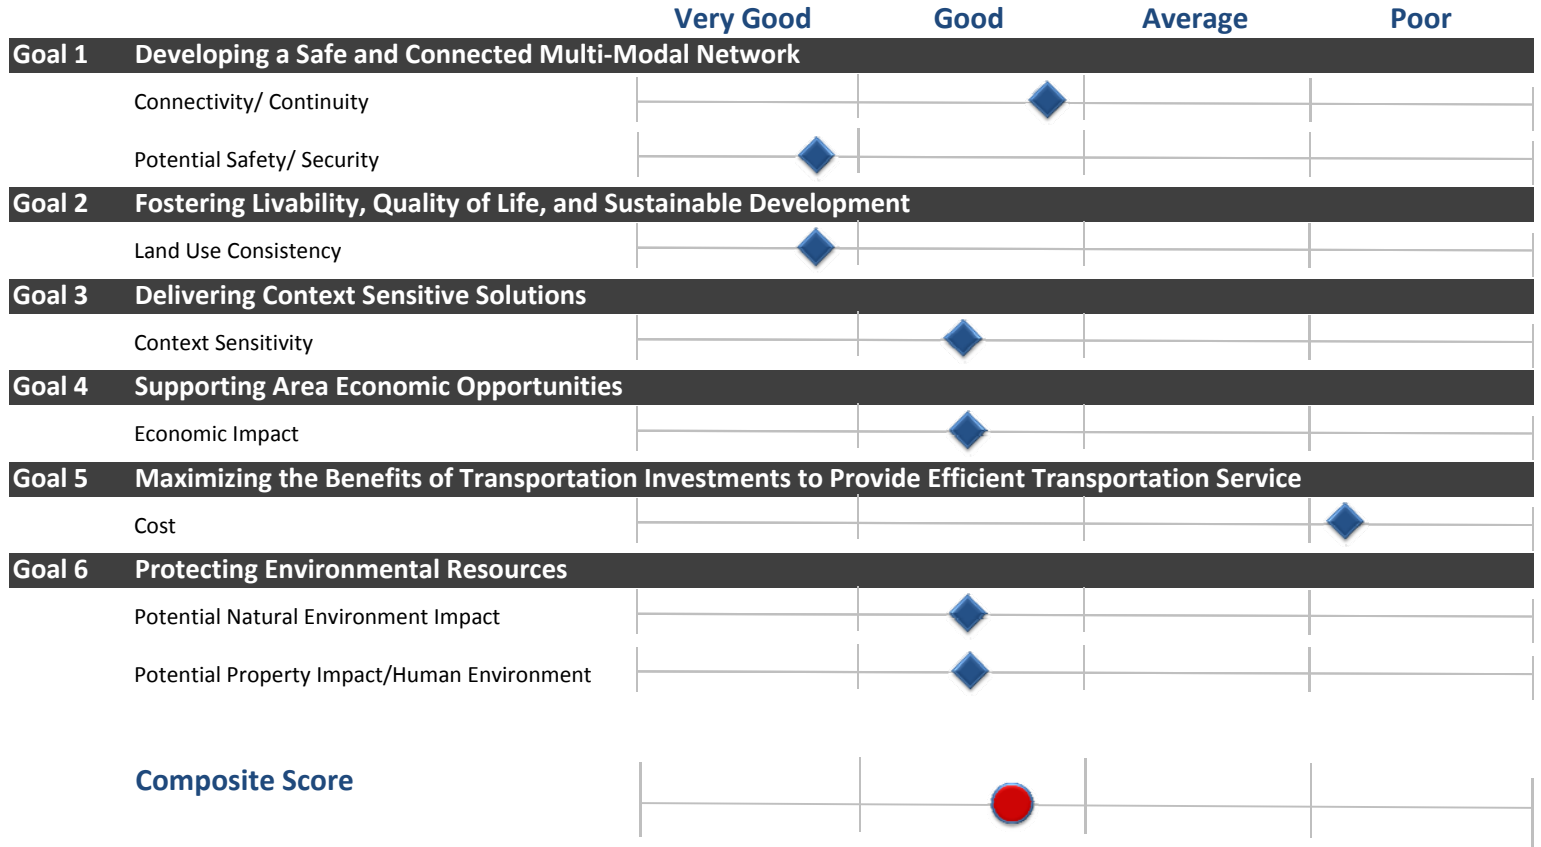 Very Good Good Average Poor
Goal 1 Developing a Safe and Connected Multi-Modal Network
Connectivity/ Continuity
Potential Safety/ Security
Goal 2 Fostering Livability, Quality of Life, and Sustainable Development
Land Use Consistency
Goal 3 Delivering Context Sensitive Solutions
Context Sensitivity
Goal 4 Supporting Area Economic Opportunities
Economic Impact
Goal 5 Maximizing the Benefits of Transportation Investments to Provide Efficient Transportation Service
Cost
Goal 6 Protecting Environmental Resources
Potential Natural Environment Impact
Potential Property Impact/Human Environment
Composite Score